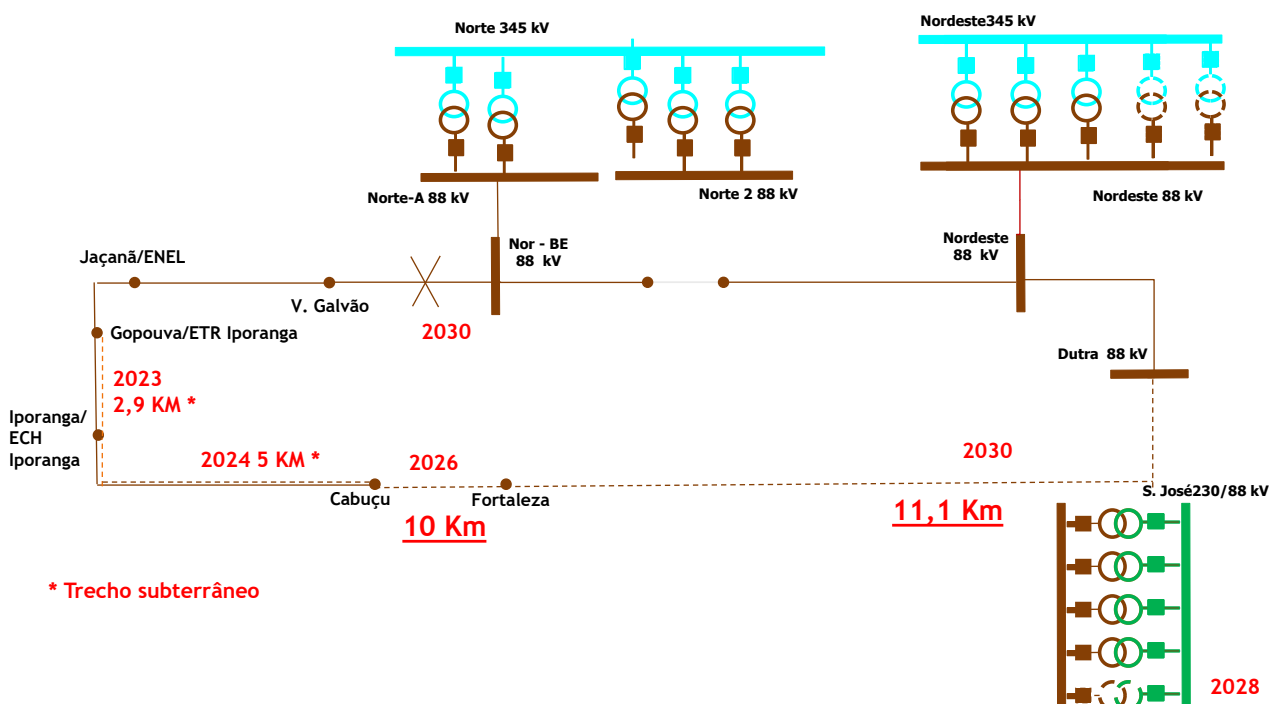 Norte 345 kV
Nordeste345 kV
Norte-A 88 kV
Norte 2 88 kV
Nordeste 88 kV
Nor - BE
88 kV
Nordeste
88 kV
Jaçanã/ENEL
V. Galvão
2030
Gopouva/ETR Iporanga
Dutra 88 kV
2023
2,9 KM *
Iporanga/
ECH
Iporanga
2024 5 KM *
2026
2030
Cabuçu
Fortaleza
S. José230/88 kV
10 Km
11,1 Km
* Trecho subterrâneo
2028